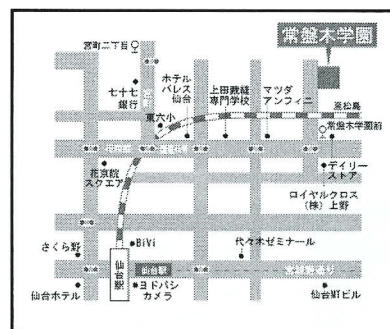 常盤木学園
宮町二丁目
七十七
銀行
ホテル
パレス
仙台
上田裁縫
専門学校
マツダ
アンフィニ
東六小
至松島
常盤木学園前
花京院
スクエア
デイリー
ストア
ロイヤルクロス
(株)上野
さくら野
BiVi
代々木ゼミナール
仙台駅
仙台駅
仙台ホテル
ヨドバシ
カメラ
仙台MTビル